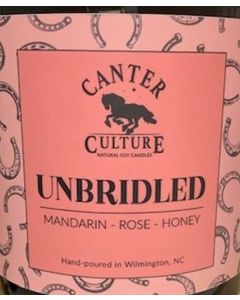 CANTER
CULTURE
NATURAL SOY CANDLES
UNBRIDLED
MANDARIN - ROSE - HONEY
Hand-poured in Wilmington, NC